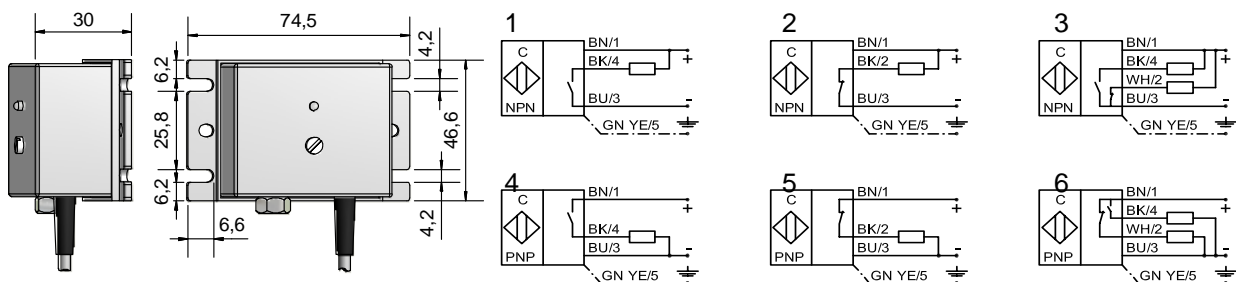 30
74,5
4,2
6,2
25,8
6,2
6,6
46,6
4,2
1
C
NPN
BN/1
BK/4
BU/3
+
-
GN YE/5
2
C
NPN
BN/1
BK/2
BU/3
+
-
GN YE/5
3
C
NPN
BN/1
BK/4
WH/2
BU/3
+
-
GN YE/5
4
C
PNP
BN/1
BK/4
BU/3
+
-
GN YE/5
5
C
PNP
BN/1
BK/2
BU/3
+
-
GN YE/5
6
C
PNP
BN/1
BK/4
WH/2
BU/3
+
-
GN YE/5